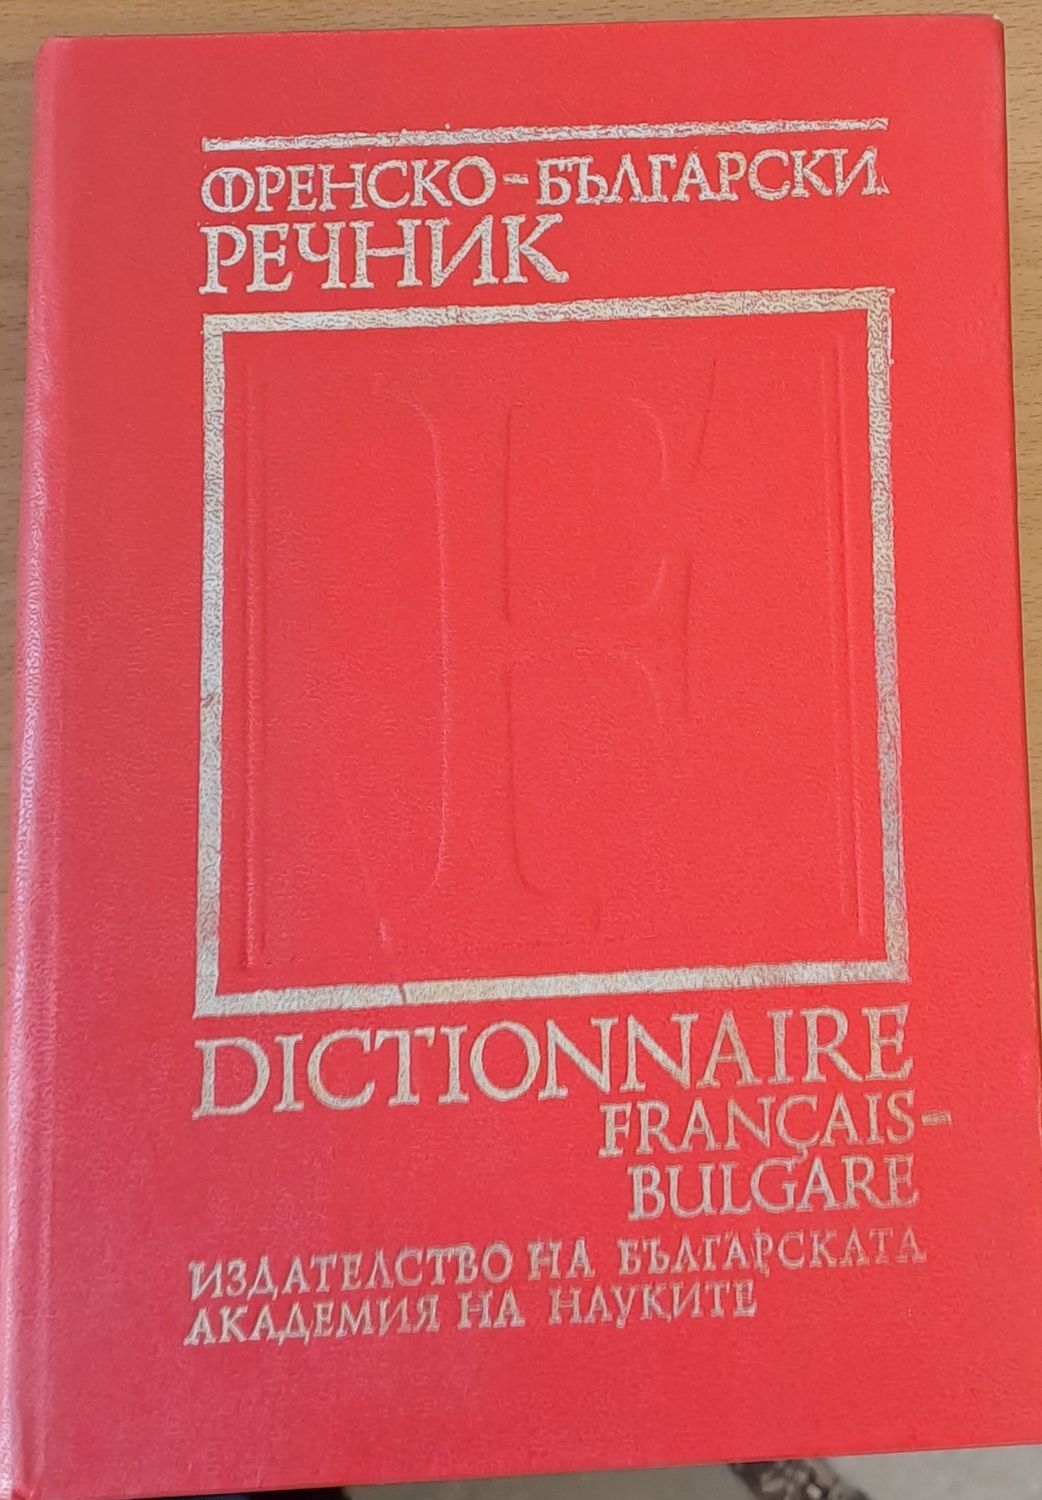 ФРЕНСКО-БЪЛГАРСКИ
РЕЧНИК
F
DICTIONNAIRE
FRANÇAIS-
BULGARE
ИЗДАТЕЛСТВО НА БЪЛГАРСКАТА
АКАДЕМИЯ НА НАУКИТЕ